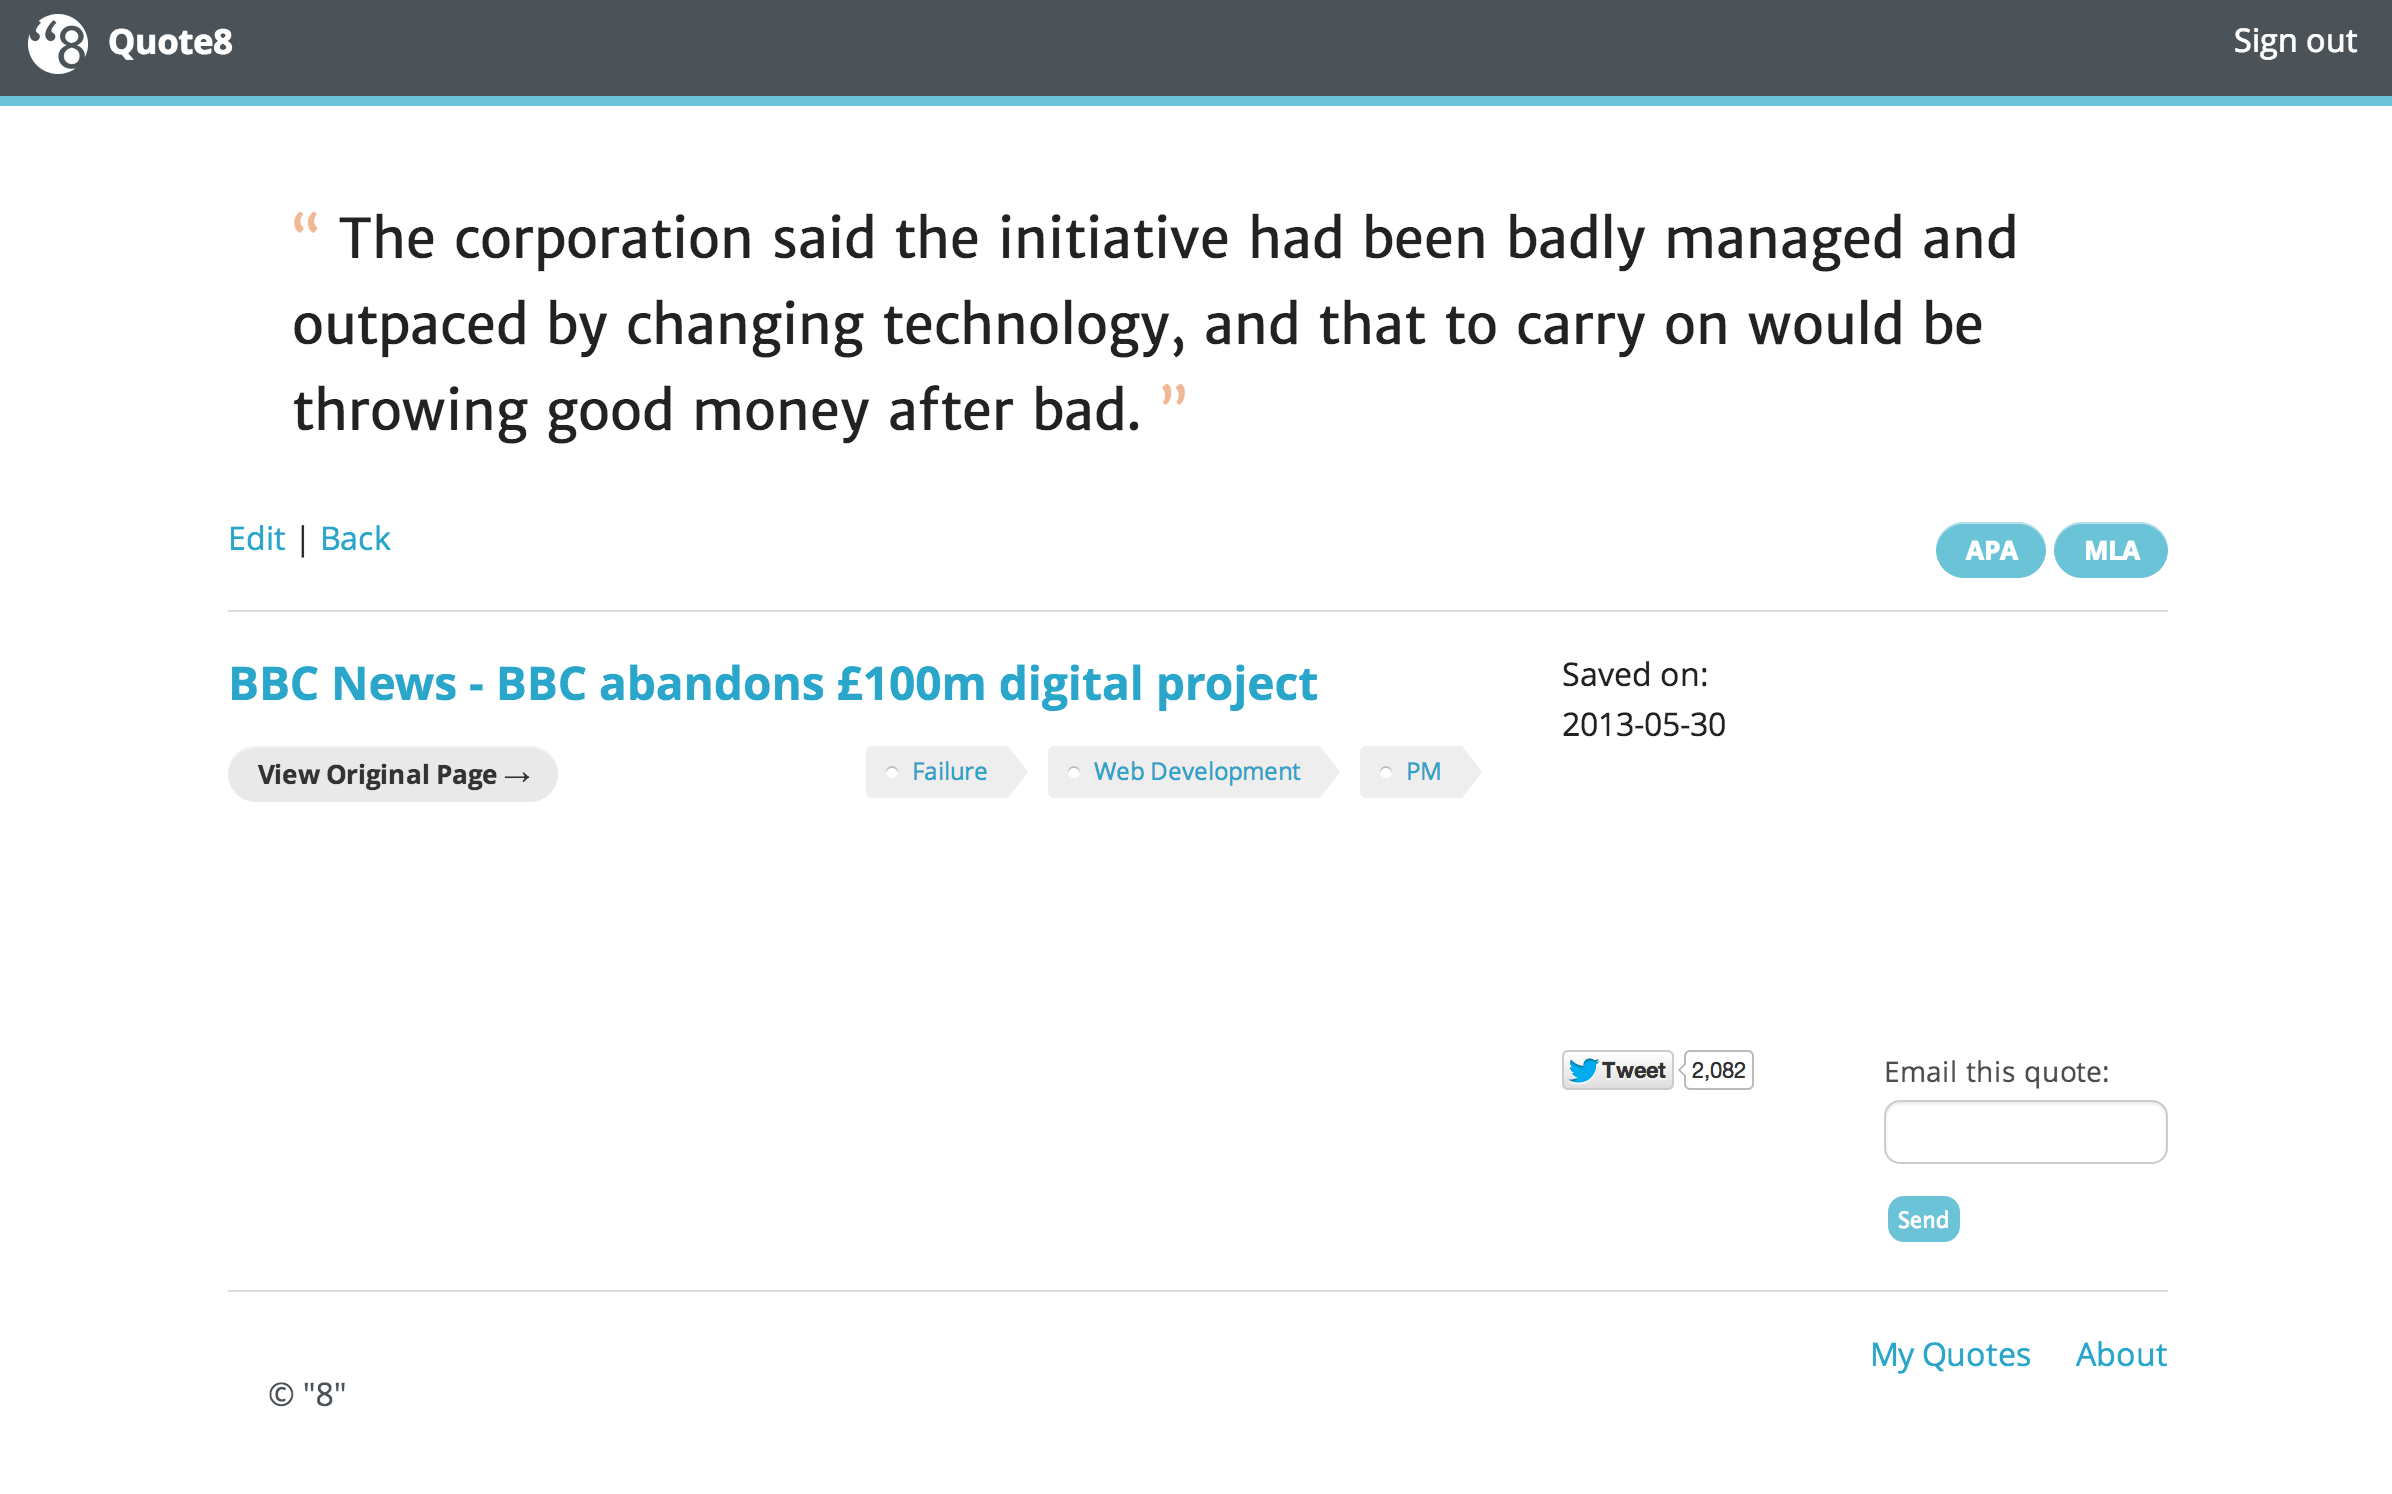 “8 Quote8
Sign out
“ The corporation said the initiative had been badly managed and
outpaced by changing technology, and that to carry on would be
throwing good money after bad. ”
Edit | Back
APA MLA
BBC News - BBC abandons £100m digital project
Saved on:
2013-05-30
View Original Page →
Failure
Web Development
PM
Tweet 2,082
Email this quote:
Send
My Quotes About
© "8"